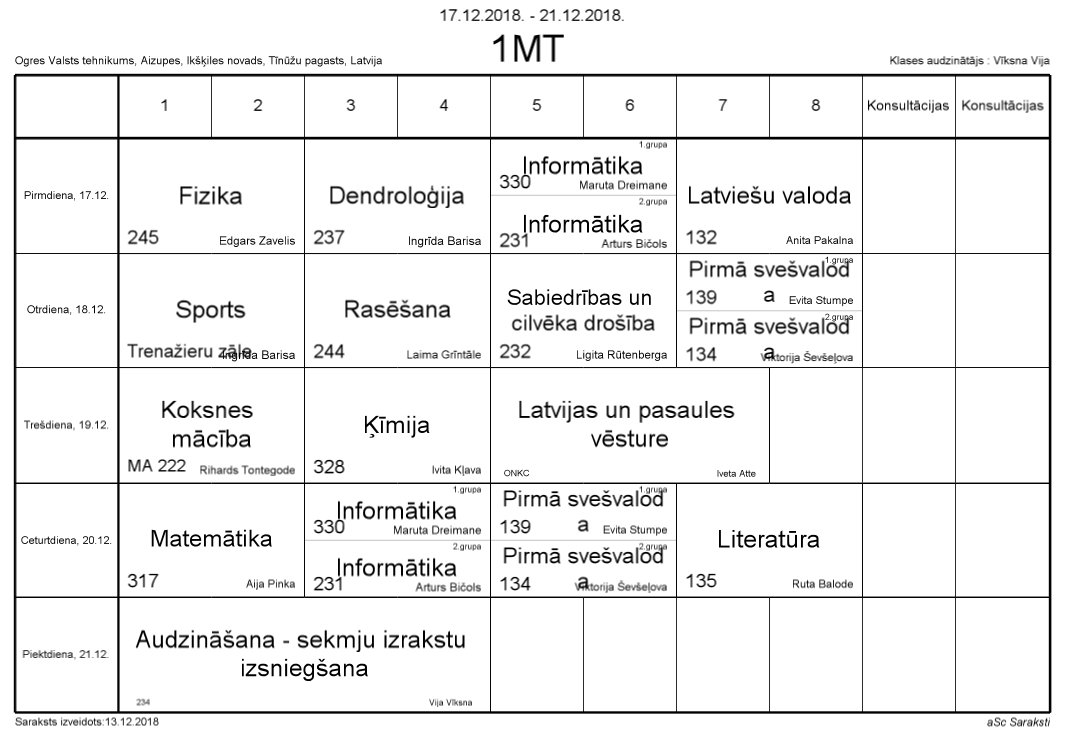 17.12.2018. - 21.12.2018.
1MT
Ogres Valsts tehnikums, Aizupes, Ikšķiles novads, Tīnūžu pagasts, Latvija
Klases audzinātājs : Vīksna Vija
1 2 3 4 5 6 7 8 Konsultācijas Konsultācijas
Pirmdiena, 17.12.
Fizika
245 Edgars Zavelis
Dendroloģija
237 Ingrīda Barisa
1.grupa
Informātika
330 Maruta Dreimane
2.grupa
Informātika
231 Arturs Bičols
Latviešu valoda
132 Anita Pakalna
Otrdiena, 18.12.
Sports
Trenažieru zāle Ingrīda Barisa
Rasēšana
244 Laima Grīntāle
Sabiedrības un
cilvēka drošība
232 Ligita Rūtenberga
1.grupa
Pirmā svešvalod
a
139 Evita Stumpe
2.grupa
Pirmā svešvalod
a
134 Viktorija Ševšeļova
Trešdiena, 19.12.
Koksnes
mācība
MA 222 Rihards Tontegode
Ķīmija
328 Ivita Kļava
Latvijas un pasaules
vēsture
ONKC Iveta Atte
Ceturtdiena, 20.12.
Matemātika
317 Aija Pinka
1.grupa
Informātika
330 Maruta Dreimane
2.grupa
Informātika
231 Arturs Bičols
1.grupa
Pirmā svešvalod
a
139 Evita Stumpe
2.grupa
Pirmā svešvalod
a
134 Viktorija Ševšeļova
Literatūra
135 Ruta Balode
Piektdiena, 21.12.
Audzināšana - sekmju izrakstu
izsniegšana
234 Vija Vīksna
Saraksts izveidots:13.12.2018
aSc Saraksti